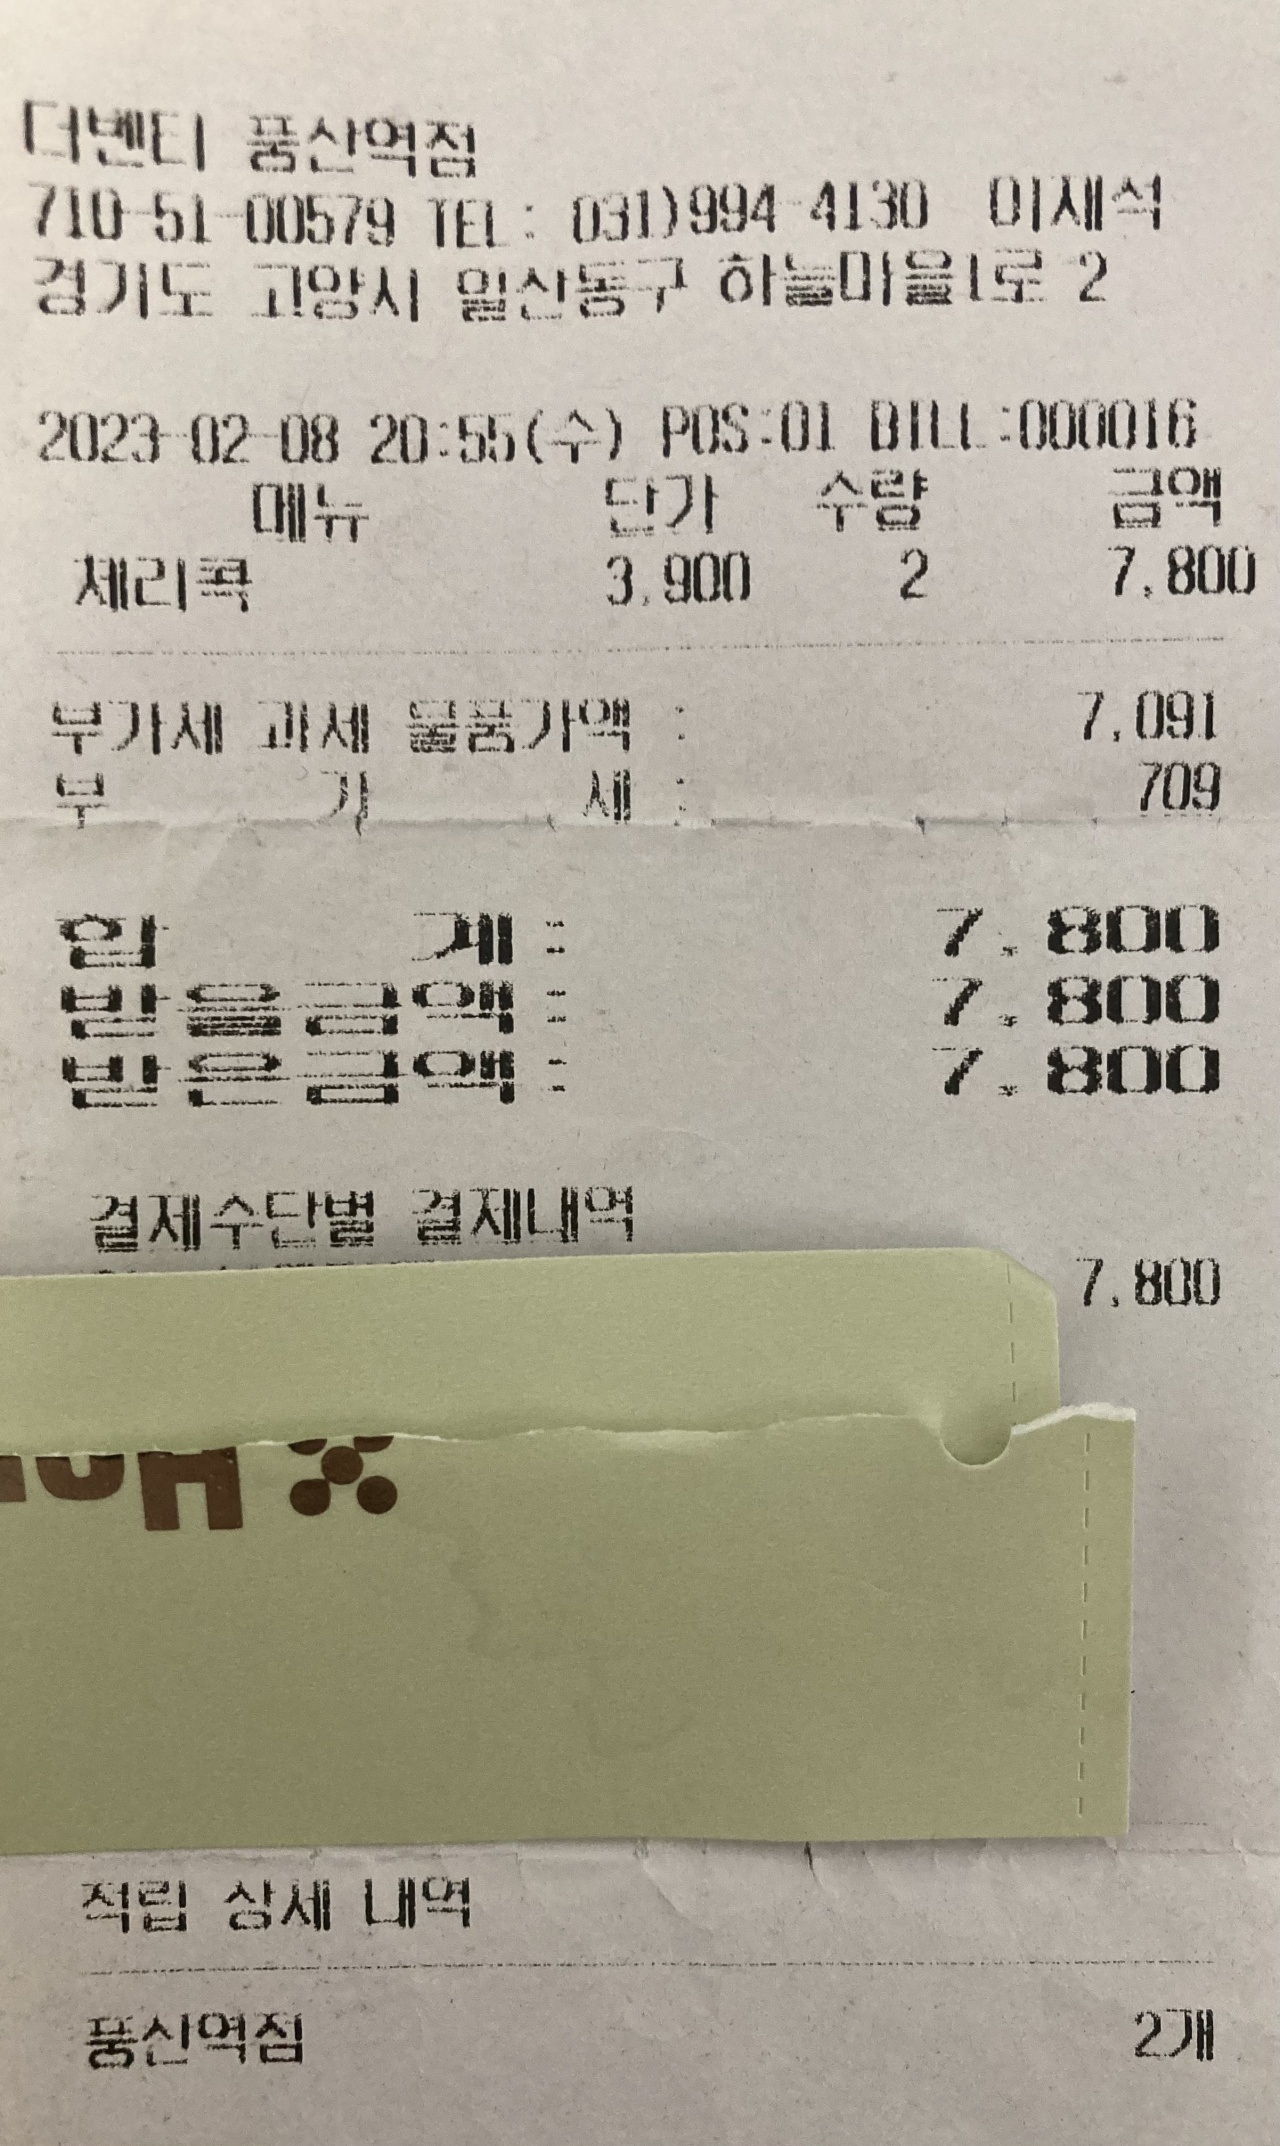 더벤티 풍산역점
710-51-00579 TEL : 031)994-4130 이재석
경기도 고양시 일산동구 하늘마을1로 2
2023-02-08 20:55(수) POS:01 BILL:000016
메뉴 단가 수량 금액
체리콕 3,900 2 7,800
부가세 과세 물품가액 : 7,091
부 가 세 : 709
합 계 : 7,800
받을금액 : 7,800
받은금액 : 7,800
결제수단별 결제내역
7,800
적립 상세 내역
풍산역점 2개